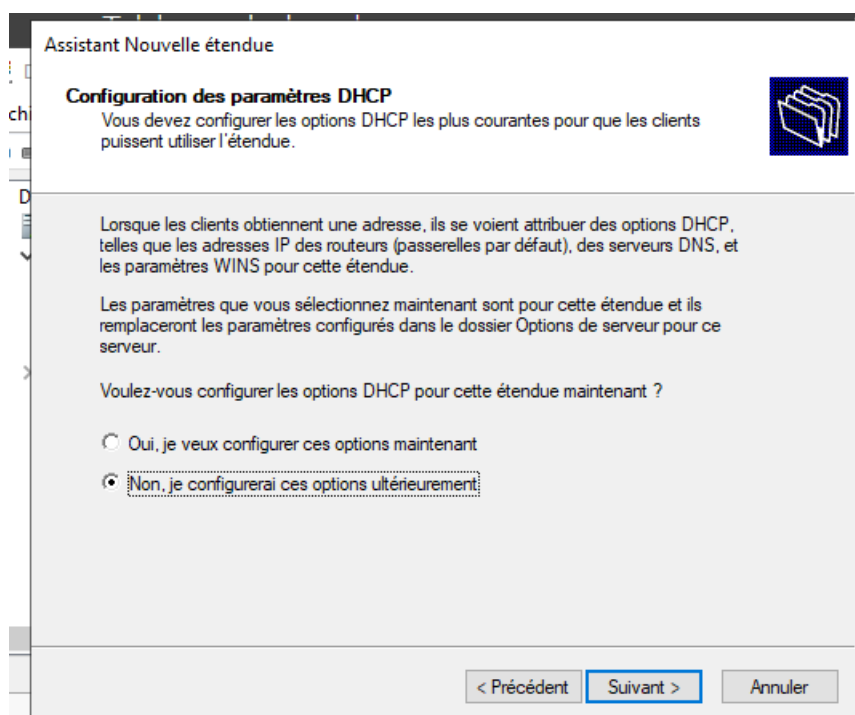 Assistant Nouvelle étendue
Configuration des paramètres DHCP
Vous devez configurer les options DHCP les plus courantes pour que les clients
puissent utiliser l'étendue.
chi
D
Lorsque les clients obtiennent une adresse, ils se voient attribuer des options DHCP,
telles que les adresses IP des routeurs (passerelles par défaut), des serveurs DNS, et
les paramètres WINS pour cette étendue.
Les paramètres que vous sélectionnez maintenant sont pour cette étendue et ils
remplaceront les paramètres configurés dans le dossier Options de serveur pour ce
serveur.
Voulez-vous configurer les options DHCP pour cette étendue maintenant ?
Oui, je veux configurer ces options maintenant
Non, je configurerai ces options ultérieurement
< Précédent Suivant > Annuler